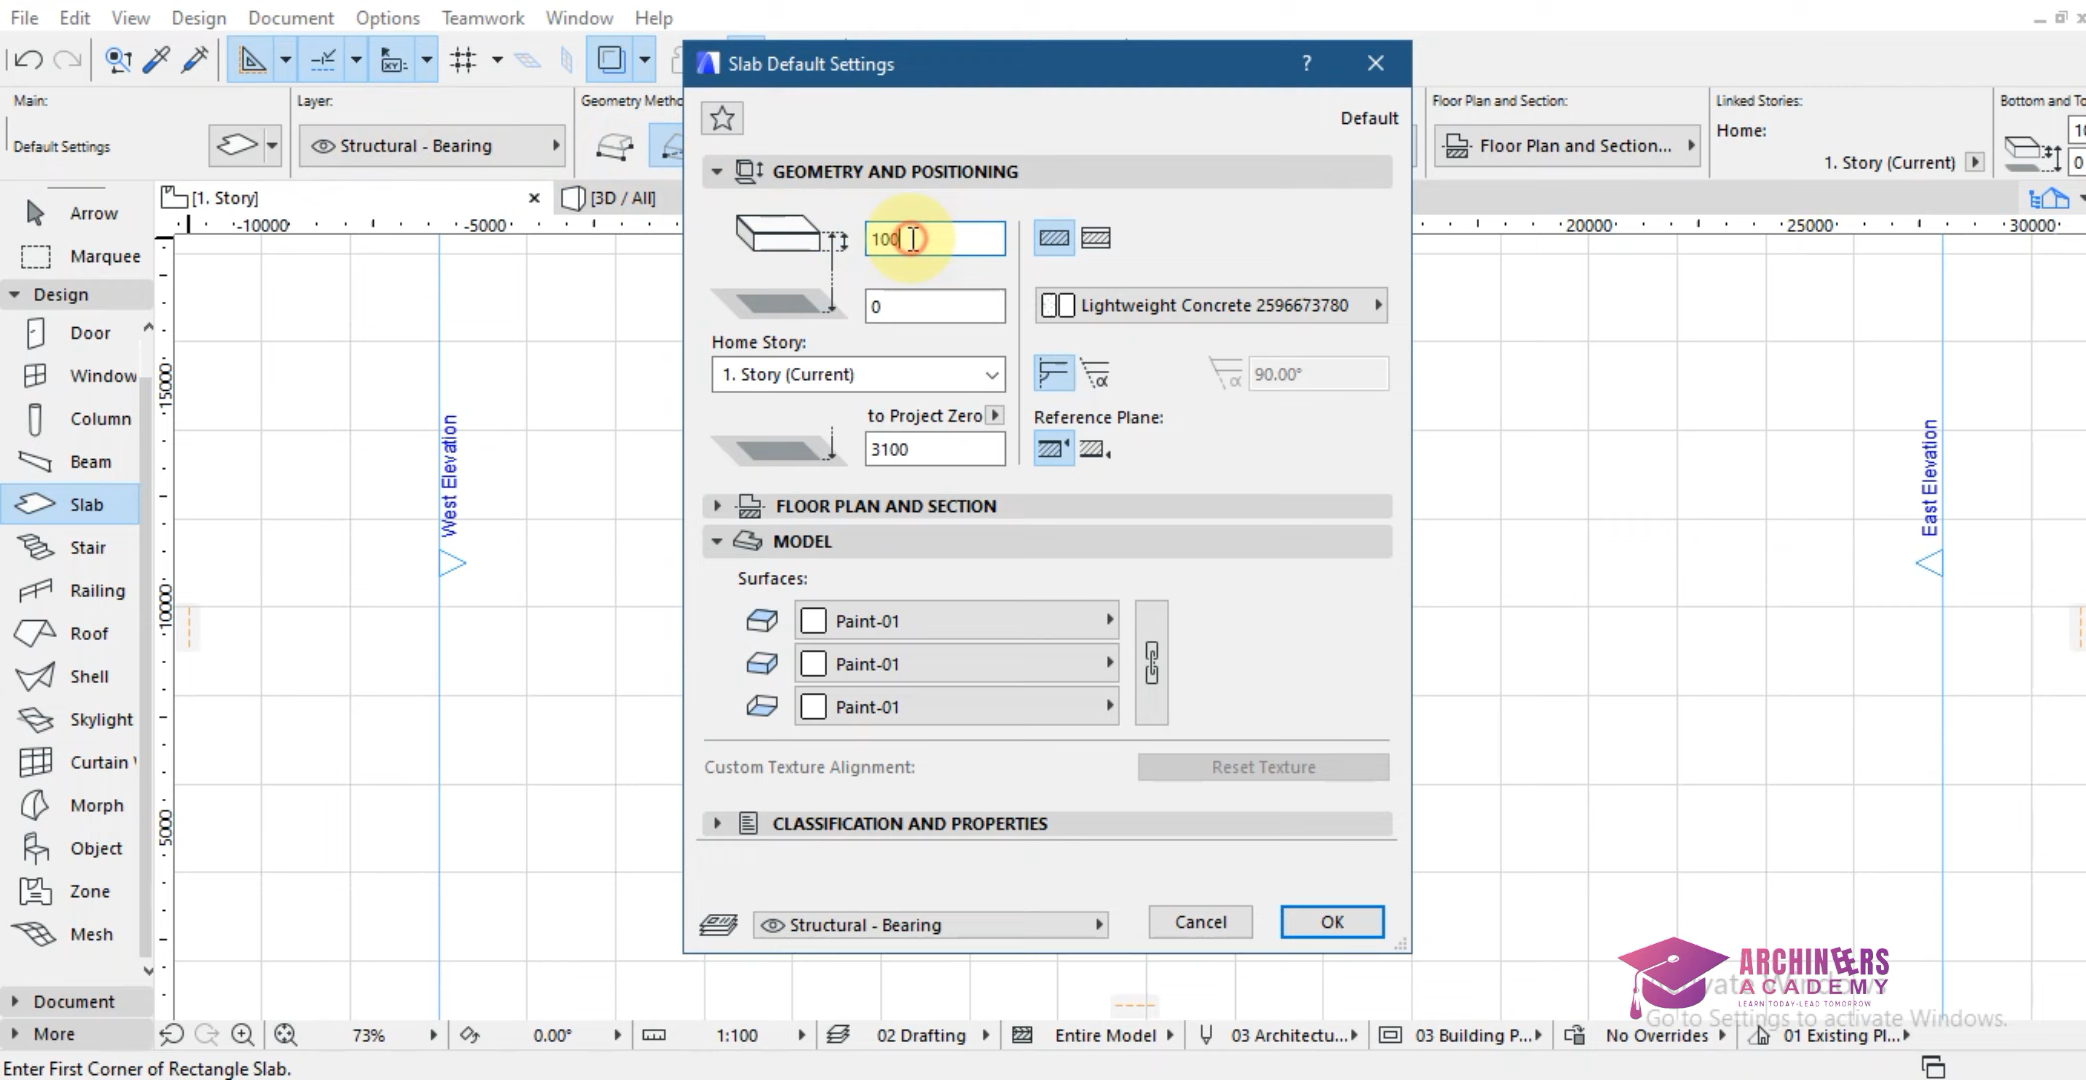 File Edit View Design Document Options Teamwork Window Help
Slab Default Settings ?
Main:
Default Settings
Layer:
Structural - Bearing
Geometry Metho
Default
Floor Plan and Section:
Floor Plan and Section...
Linked Stories:
Home:
1. Story (Current)
Bottom and To
10
0
[1. Story]
[3D / All]
-10000 -5000 20000 25000 30000
15000
10000
5000
Arrow
Marquee
Design
Door
Window
Column
Beam
Slab
Stair
Railing
Roof
Shell
Skylight
Curtain
Morph
Object
Zone
Mesh
Document
More
West Elevation
East Elevation
GEOMETRY AND POSITIONING
100
0
Lightweight Concrete 2596673780
Home Story:
1. Story (Current)
α α
90.00°
to Project Zero
Reference Plane:
3100
FLOOR PLAN AND SECTION
MODEL
Surfaces:
Paint-01
Paint-01
Paint-01
Custom Texture Alignment:
Reset Texture
CLASSIFICATION AND PROPERTIES
Structural - Bearing
Cancel
OK
ARCHINEERS
ACADEMY
LEARN TODAY-LEAD TOMORROW
Go to Settings to activate Windows.
73% 0.00° 1:100 02 Drafting Entire Model 03 Architectu... 03 Building P... No Overrides 01 Existing Pl...
Enter First Corner of Rectangle Slab.